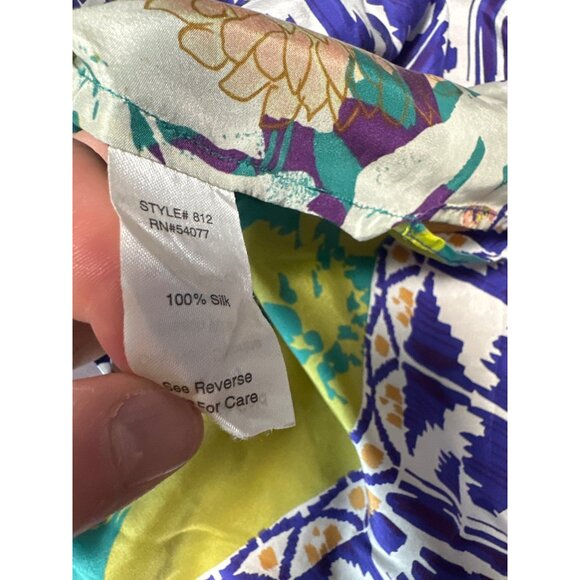 STYLE# 812
RN#54077
100% Silk
See Reverse
For Care